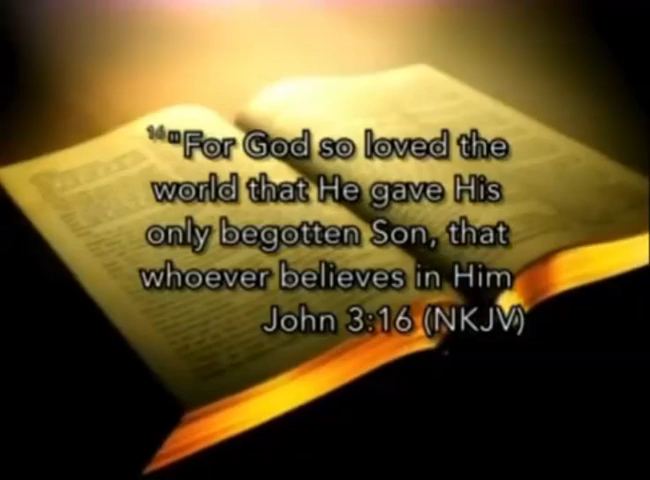 16 "For God so loved the
world that He gave His
only begotten Son, that
whoever believes in Him
John 3:16 (NKJV)